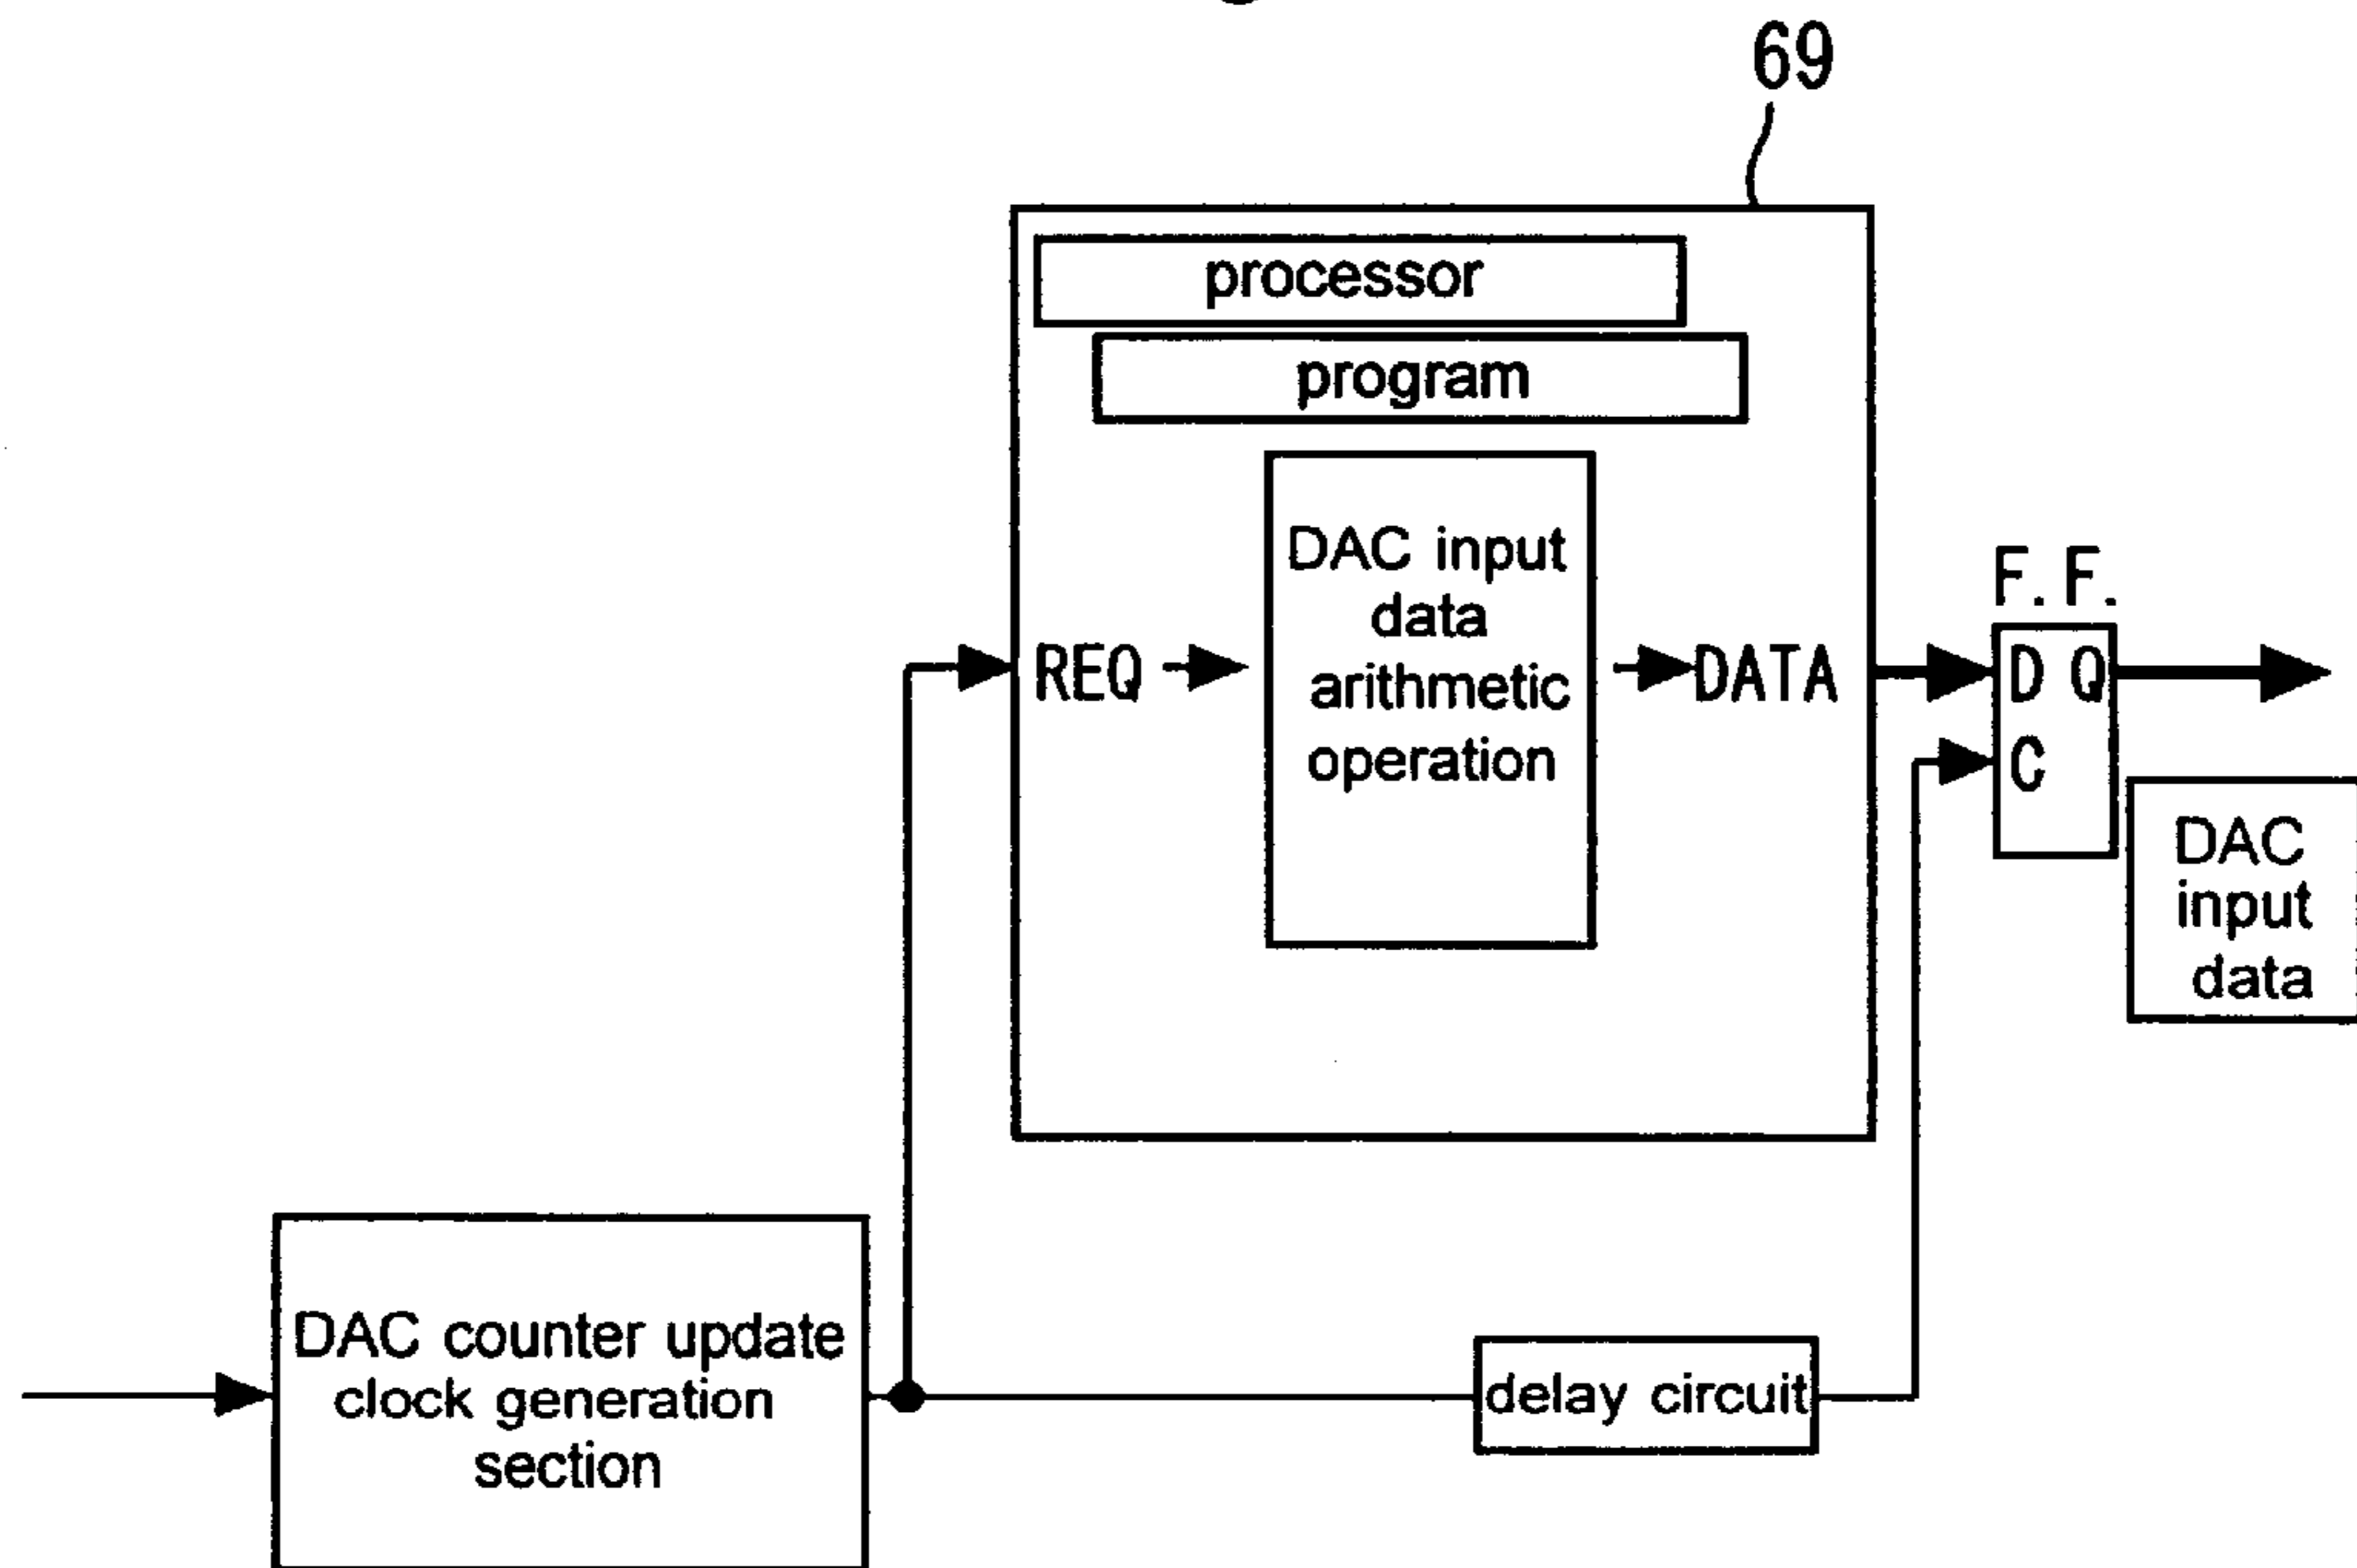 69
processor
program
DAC input
data
arithmetic
operation
REQ
DATA
F.F.
D Q
C
DAC
input
data
DAC counter update
clock generation
section
delay circuit